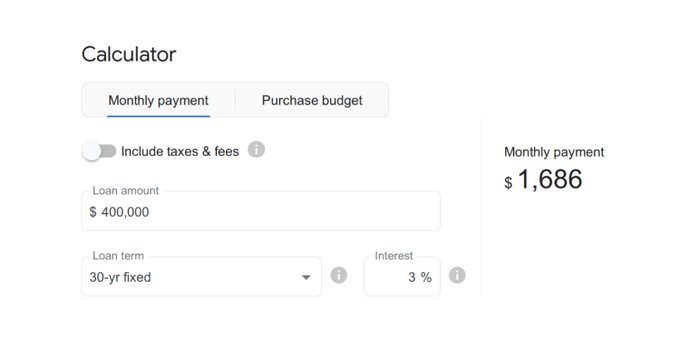 Calculator
Monthly payment
Purchase budget
Include taxes & fees
Loan amount
$ 400,000
Loan term
30-yr fixed
Interest
3 %
Monthly payment
$ 1,686